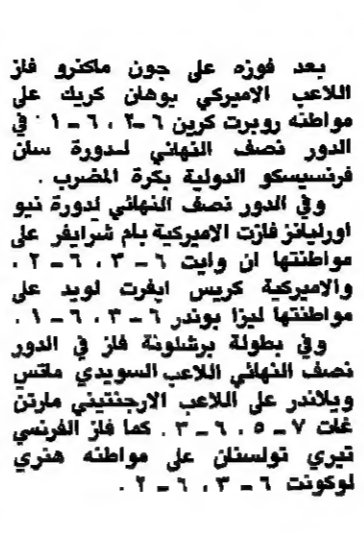 بعد فوزه على جون ماكنرو فاز
اللاعب الاميركي يوهان كريك على
مواطنه روبرت كرين ٦ -٢ ، ٦ - ١ في
الدور نصف النهائي لدورة سان
فرنسيسكو الدولية بكرة المضرب .
وفي الدور نصف النهائي لدورة نيو
اورليانز فازت الاميركية بام شرايفر على
مواطنتها ان وايت ٦ - ٣ ، ٦ - ٢ .
والاميركية كريس ايفرت لويد على
مواطنتها ليزا بوندر ٦ - ٣ ، ٦ - ١ .
وفي بطولة برشلونة فاز في الدور
نصف النهائي اللاعب السويدي ماتس
ويلاندر على اللاعب الارجنتيني مارتن
غات ٧ - ٥ ، ٦ - ٣ . كما فاز الفرنسي
تيري تولسنان على مواطنه هنري
لوكونت ٦ - ٣ ، ٦ - ٢ .